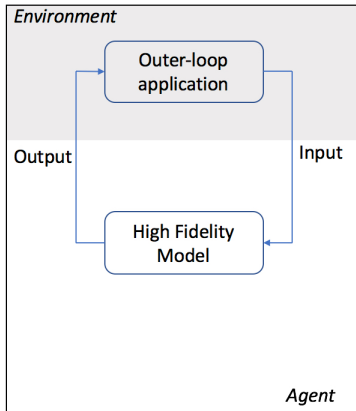 Environment
Outer-loop
application
Output
Input
High Fidelity
Model
Agent